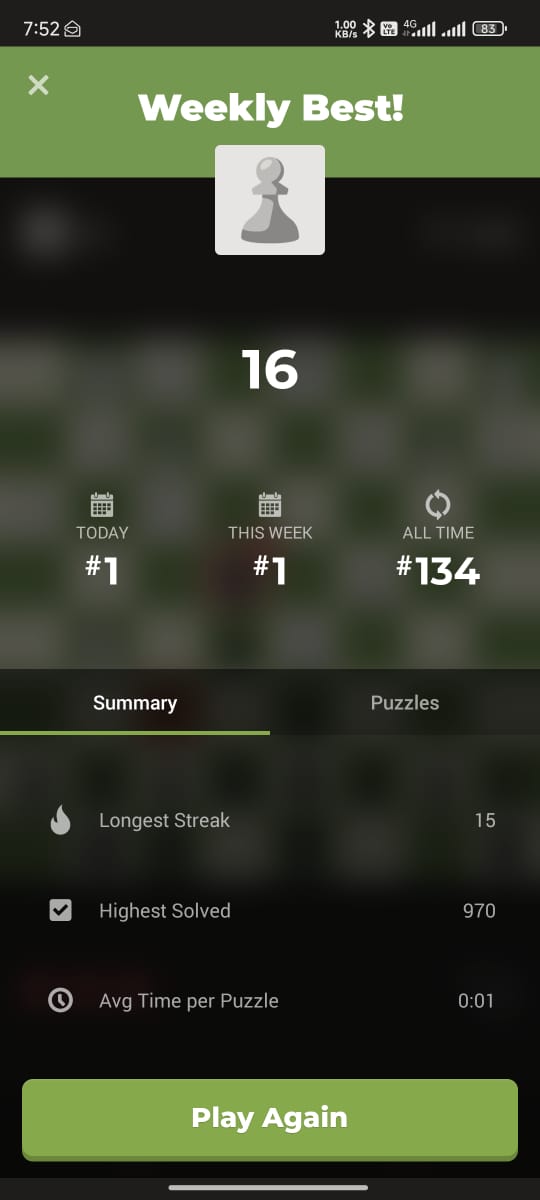 7:52
1.00
KB/s
Vo
LTE
4G
83
Weekly Best!
16
TODAY
THIS WEEK
ALL TIME
#1
#1
#134
Summary
Puzzles
Longest Streak 15
Highest Solved 970
Avg Time per Puzzle 0:01
Play Again